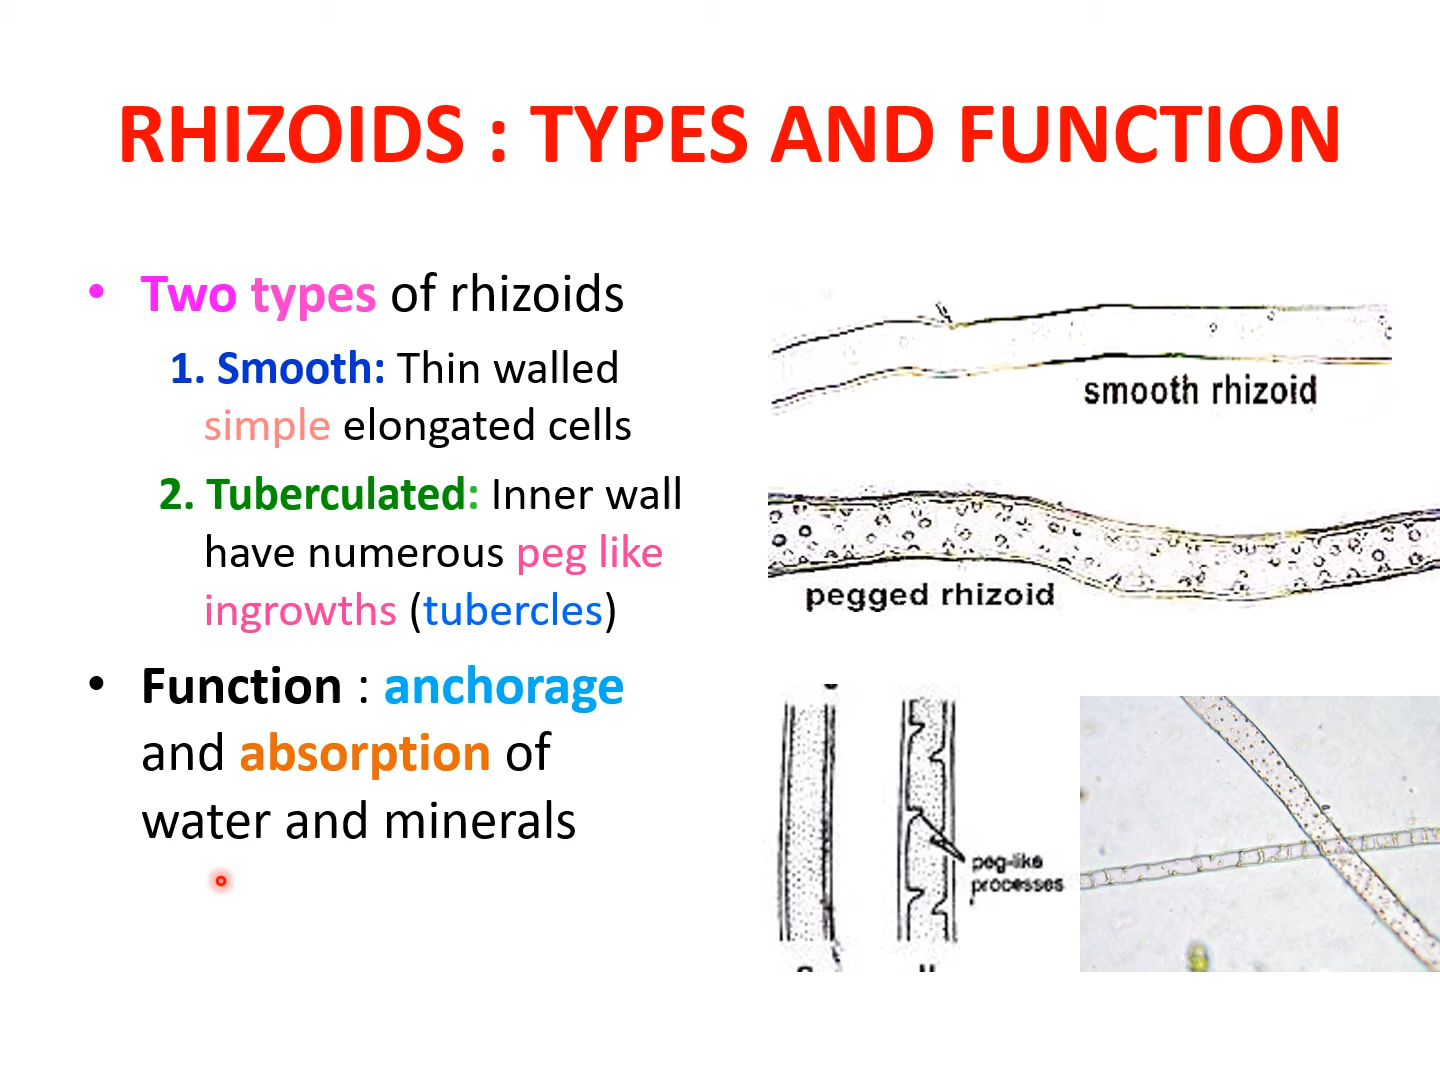 RHIZOIDS : TYPES AND FUNCTION
• Two types of rhizoids
1. Smooth: Thin walled
simple elongated cells
2. Tuberculated: Inner wall
have numerous peg like
ingrowths (tubercles)
• Function : anchorage
and absorption of
water and minerals
smooth rhizoid
pegged rhizoid
peg-like
processes